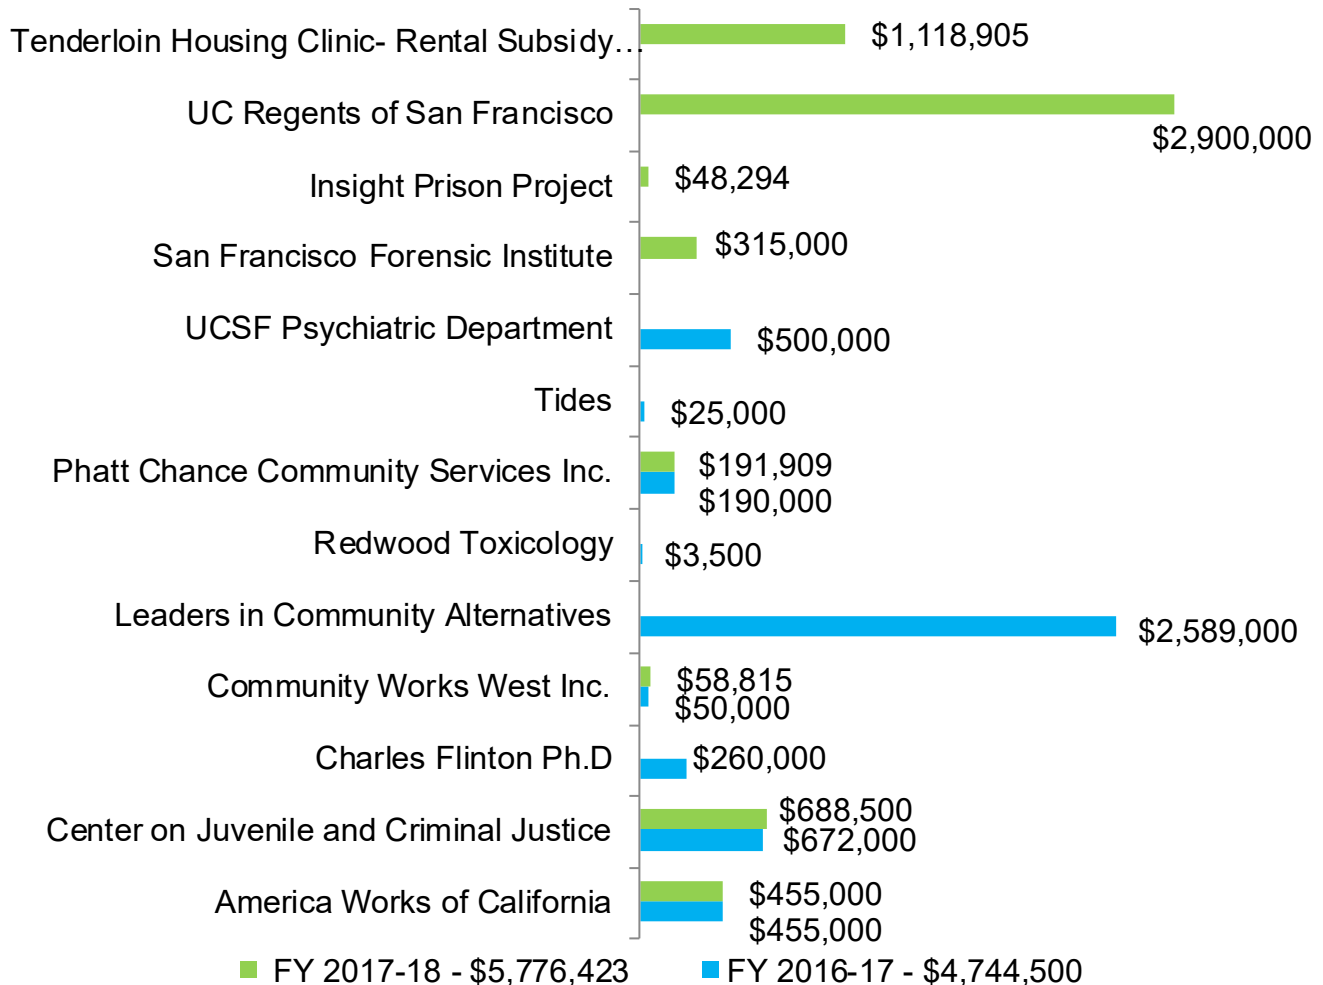 Tenderloin Housing Clinic- Rental Subsidy…
$1,118,905
UC Regents of San Francisco
$2,900,000
Insight Prison Project
$48,294
San Francisco Forensic Institute
$315,000
UCSF Psychiatric Department
$500,000
Tides
$25,000
Phatt Chance Community Services Inc.
$191,909
$190,000
Redwood Toxicology
$3,500
Leaders in Community Alternatives
$2,589,000
Community Works West Inc.
$58,815
$50,000
Charles Flinton Ph.D
$260,000
Center on Juvenile and Criminal Justice
$688,500
$672,000
America Works of California
$455,000
$455,000
FY 2017-18 - $5,776,423
FY 2016-17 - $4,744,500